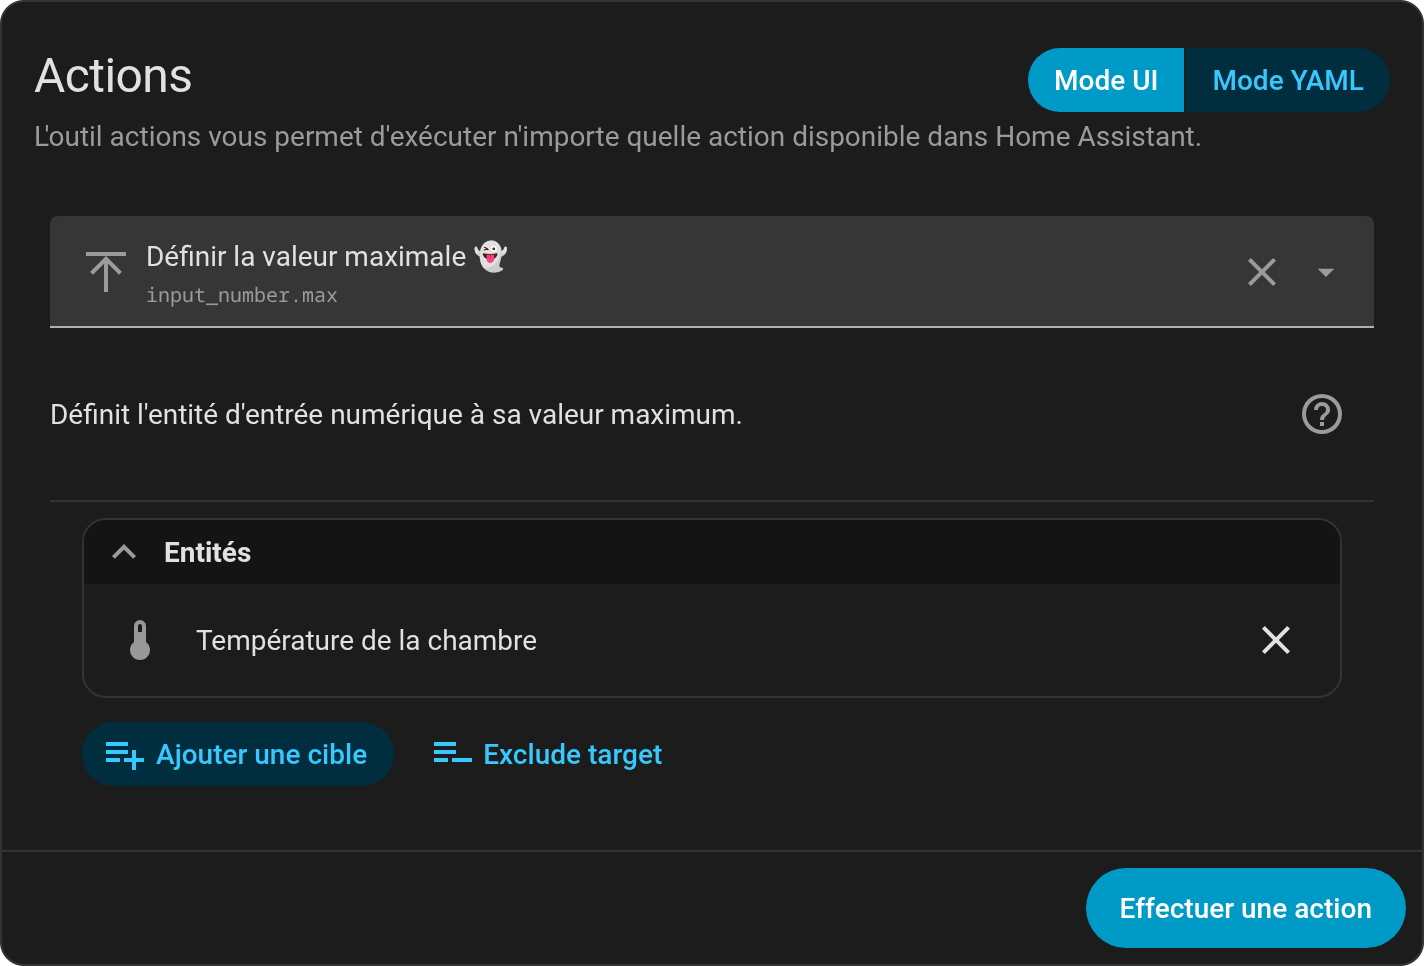 Actions
Mode UI
Mode YAML
L'outil actions vous permet d'exécuter n'importe quelle action disponible dans Home Assistant.
Définir la valeur maximale 👻
input_number.max
Définit l'entité d'entrée numérique à sa valeur maximum.
Entités
Température de la chambre
Ajouter une cible
Exclude target
Effectuer une action